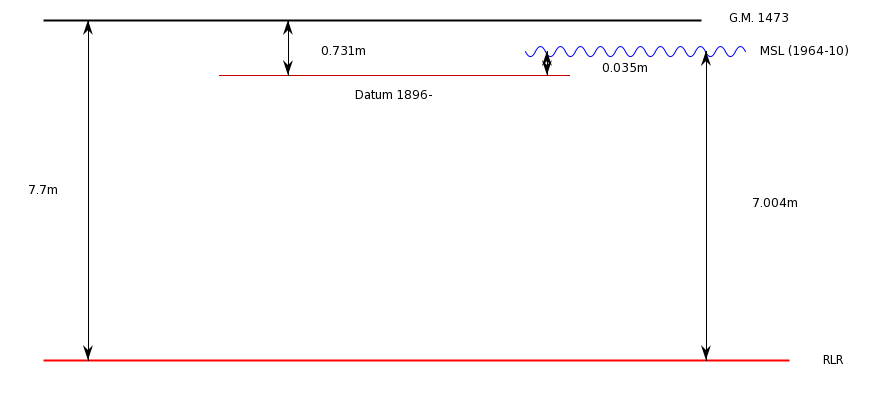 G.M. 1473
0.731m
MSL (1964-10)
0.035m
Datum 1896-
7.7m
7.004m
RLR